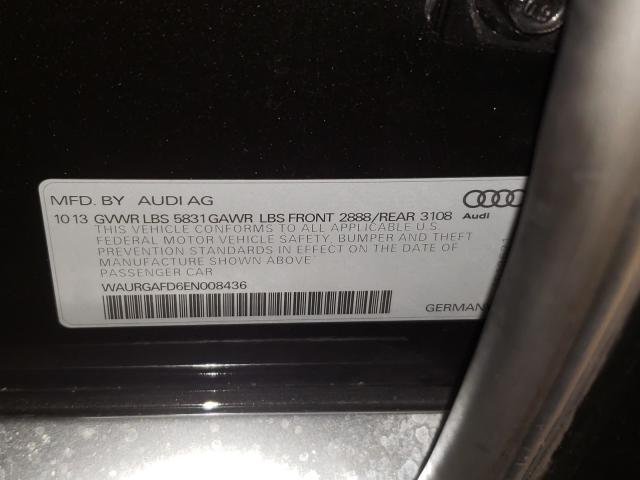 MFD. BY AUDI AG
10 13 GVWR LBS 5831 GAWR LBS FRONT 2888/REAR 3108
Audi
THIS VEHICLE CONFORMS TO ALL APPLICABLE U.S
FEDERAL MOTOR VEHICLE SAFETY, BUMPER AND THEFT
PREVENTION STANDARDS IN EFFECT ON THE DATE OF
MANUFACTURE SHOWN ABOVE
PASSENGER CAR
WAURGAFD6EN008436
GERMAN